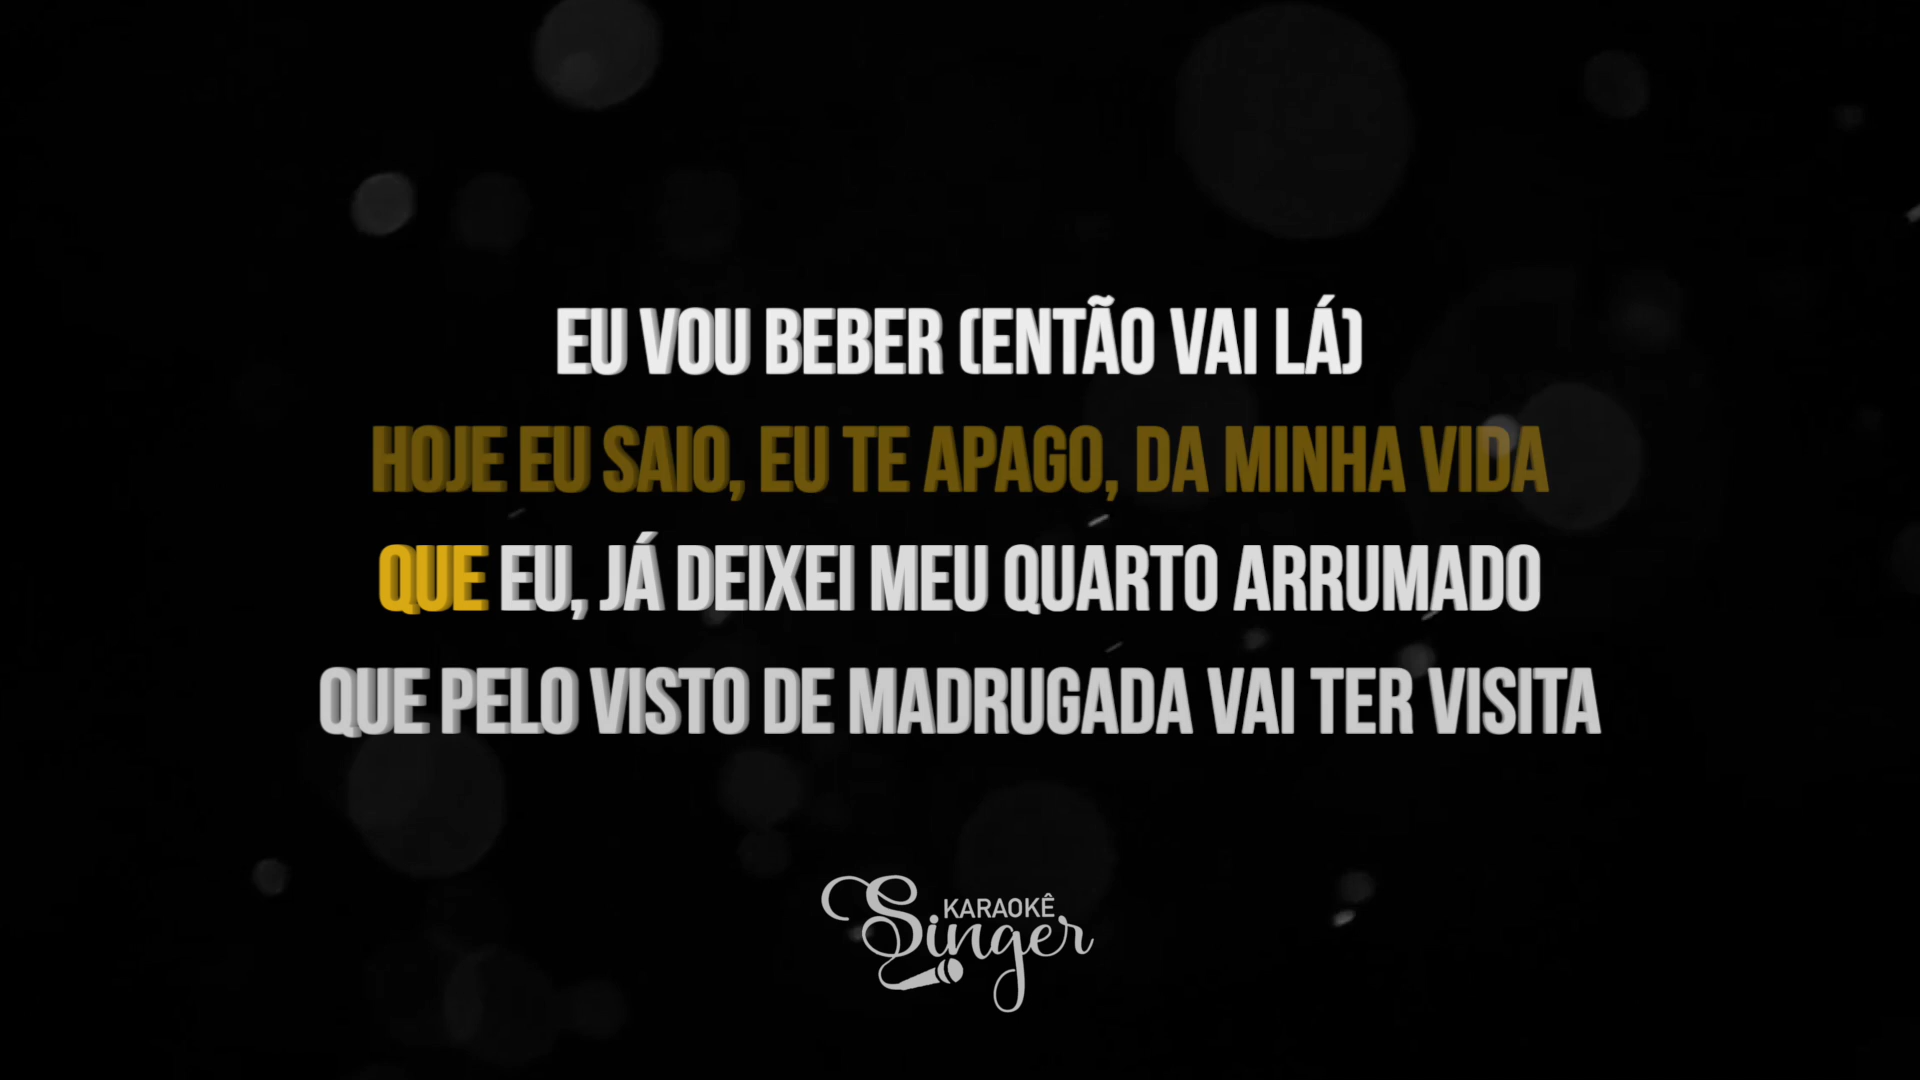 EU VOU BEBER (ENTÃO VAI LÁ)
HOJE EU SAIO, EU TE APAGO, DA MINHA VIDA
QUE EU, JÁ DEIXEI MEU QUARTO ARRUMADO
QUE PELO VISTO DE MADRUGADA VAI TER VISITA
KARAOKÊ
Singer